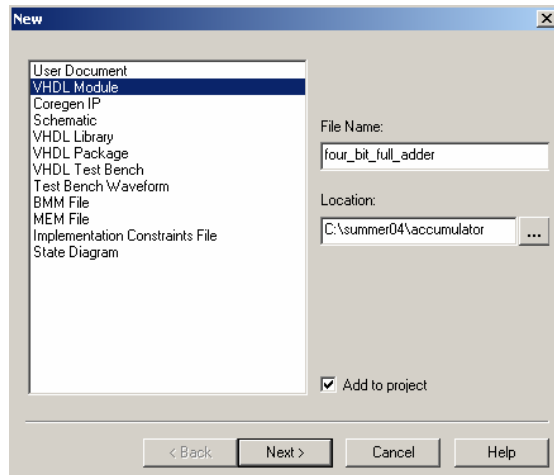 New
User Document
VHDL Module
Coregen IP
Schematic
VHDL Library
VHDL Package
VHDL Test Bench
Test Bench Waveform
BMM File
MEM File
Implementation Constraints File
State Diagram
File Name:
four_bit_full_adder
Location:
C:\summer04\accumulator
...
Add to project
< Back
Next >
Cancel
Help